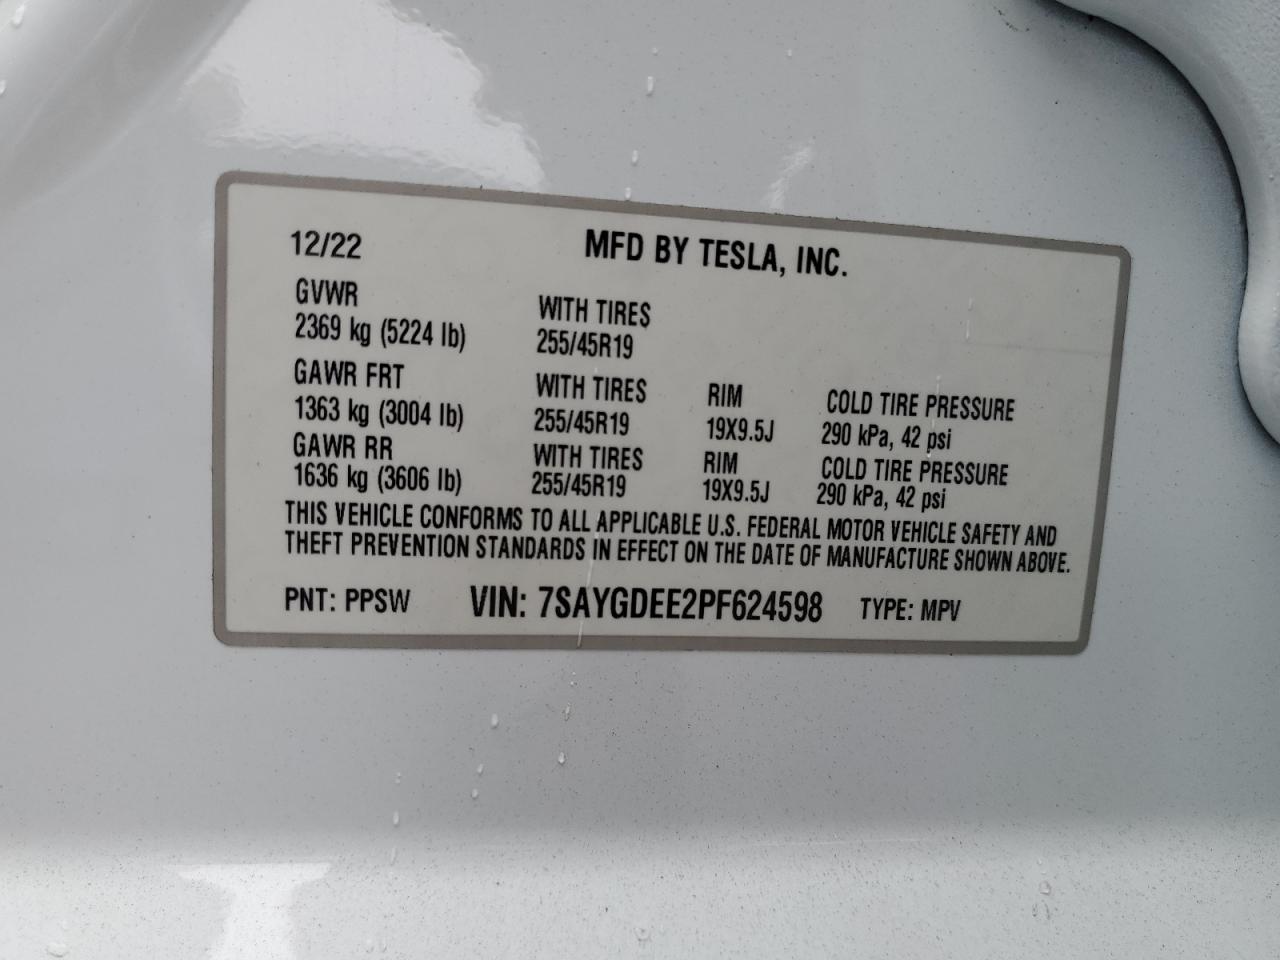 12/22 MFD BY TESLA, INC.
GVWR WITH TIRES
2369 kg (5224 lb) 255/45R19
GAWR FRT WITH TIRES RIM COLD TIRE PRESSURE
1363 kg (3004 lb) 255/45R19 19X9.5J 290 kPa, 42 psi
GAWR RR WITH TIRES RIM COLD TIRE PRESSURE
1636 kg (3606 lb) 255/45R19 19X9.5J 290 kPa, 42 psi
THIS VEHICLE CONFORMS TO ALL APPLICABLE U.S. FEDERAL MOTOR VEHICLE SAFETY AND
THEFT PREVENTION STANDARDS IN EFFECT ON THE DATE OF MANUFACTURE SHOWN ABOVE.
PNT: PPSW VIN: 7SAYGDEE2PF624598 TYPE: MPV